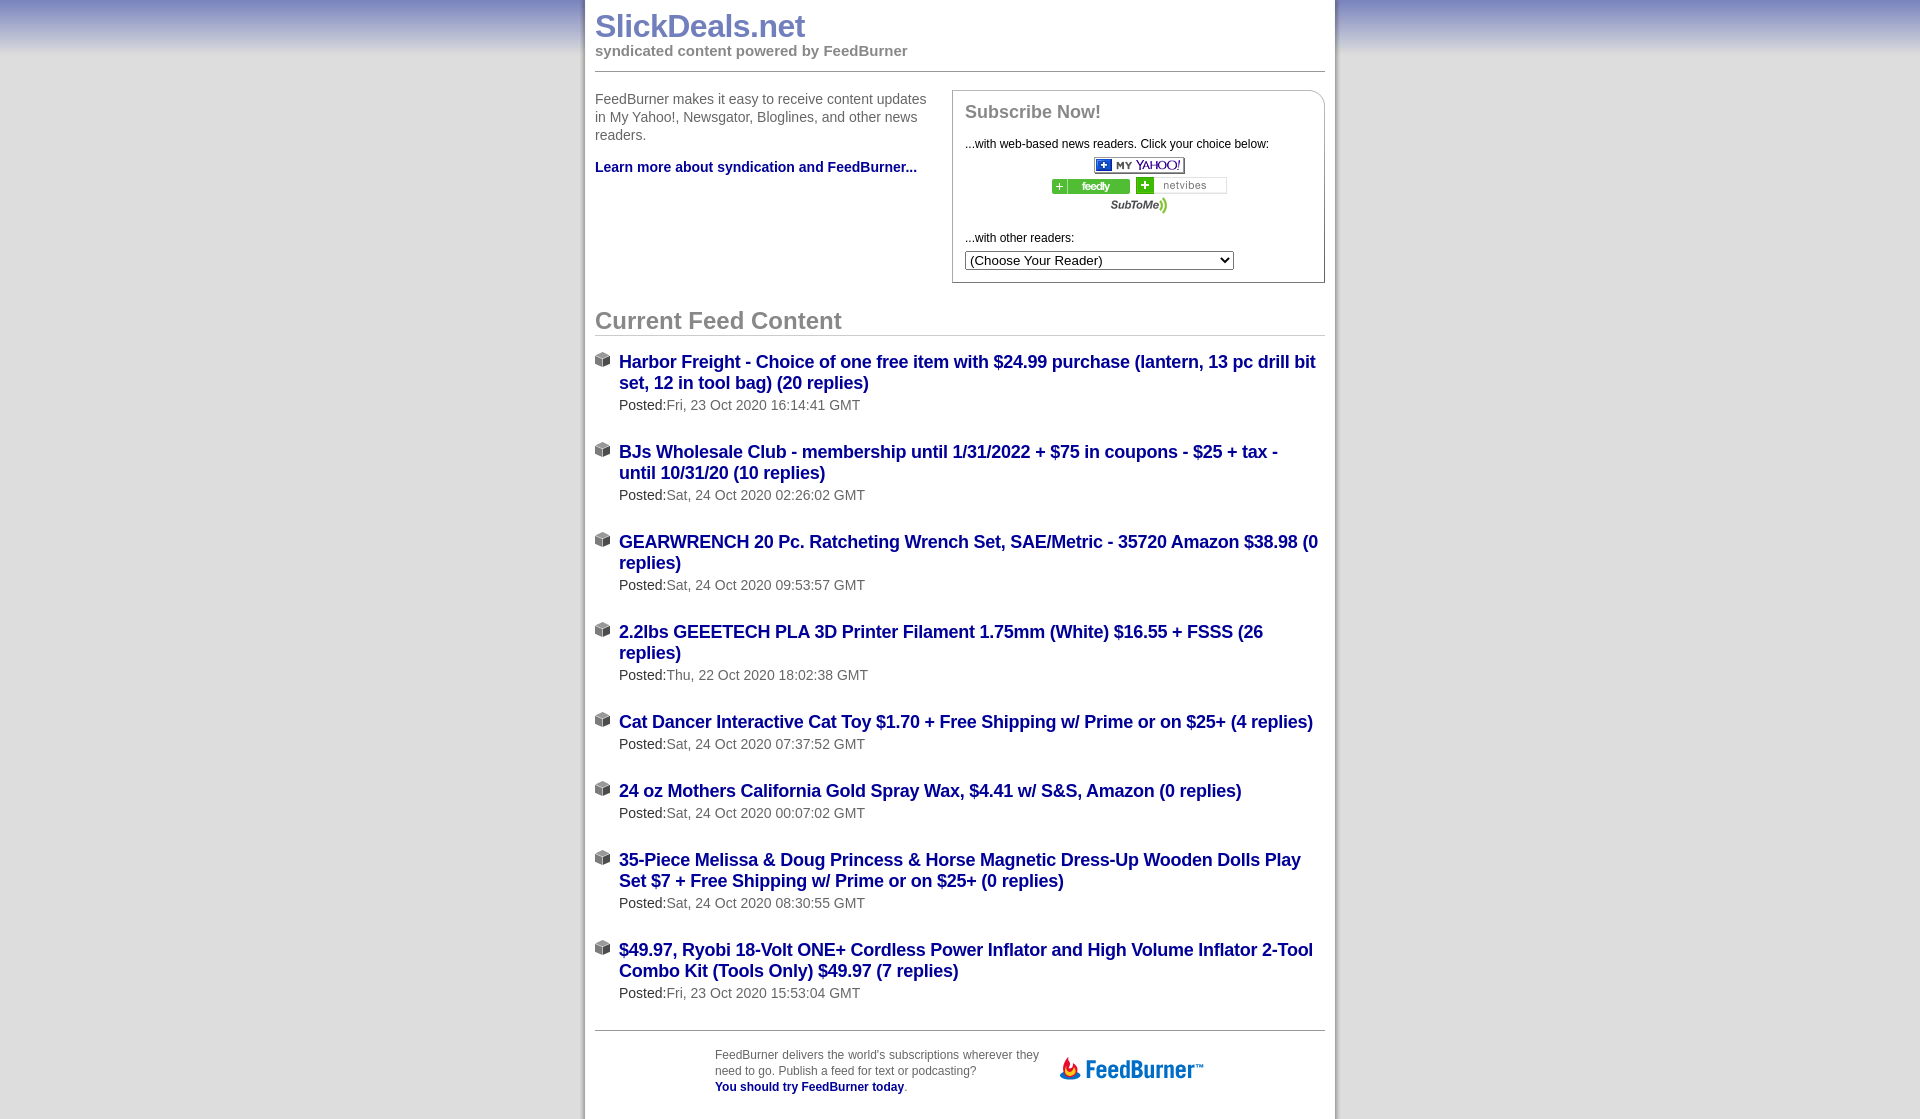 SlickDeals.net
syndicated content powered by FeedBurner
FeedBurner makes it easy to receive content updates
in My Yahoo!, Newsgator, Bloglines, and other news
readers.
Learn more about syndication and FeedBurner...
Subscribe Now!
...with web-based news readers. Click your choice below:
MY YAHOO!
feedly
netvibes
SubToMe
...with other readers:
(Choose Your Reader)
Current Feed Content
Harbor Freight - Choice of one free item with $24.99 purchase (lantern, 13 pc drill bit
set, 12 in tool bag) (20 replies)
Posted:Fri, 23 Oct 2020 16:14:41 GMT
BJs Wholesale Club - membership until 1/31/2022 + $75 in coupons - $25 + tax -
until 10/31/20 (10 replies)
Posted:Sat, 24 Oct 2020 02:26:02 GMT
GEARWRENCH 20 Pc. Ratcheting Wrench Set, SAE/Metric - 35720 Amazon $38.98 (0
replies)
Posted:Sat, 24 Oct 2020 09:53:57 GMT
2.2lbs GEEETECH PLA 3D Printer Filament 1.75mm (White) $16.55 + FSSS (26
replies)
Posted:Thu, 22 Oct 2020 18:02:38 GMT
Cat Dancer Interactive Cat Toy $1.70 + Free Shipping w/ Prime or on $25+ (4 replies)
Posted:Sat, 24 Oct 2020 07:37:52 GMT
24 oz Mothers California Gold Spray Wax, $4.41 w/ S&S, Amazon (0 replies)
Posted:Sat, 24 Oct 2020 00:07:02 GMT
35-Piece Melissa & Doug Princess & Horse Magnetic Dress-Up Wooden Dolls Play
Set $7 + Free Shipping w/ Prime or on $25+ (0 replies)
Posted:Sat, 24 Oct 2020 08:30:55 GMT
$49.97, Ryobi 18-Volt ONE+ Cordless Power Inflator and High Volume Inflator 2-Tool
Combo Kit (Tools Only) $49.97 (7 replies)
Posted:Fri, 23 Oct 2020 15:53:04 GMT
FeedBurner delivers the world's subscriptions wherever they
need to go. Publish a feed for text or podcasting?
You should try FeedBurner today.
FeedBurner™